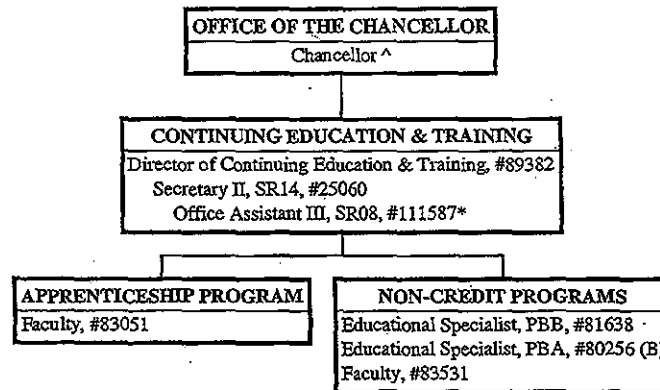 OFFICE OF THE CHANCELLOR
Chancellor ^
CONTINUING EDUCATION & TRAINING
Director of Continuing Education & Training, #89382
Secretary II, SR14, #25060
Office Assistant III, SR08, #111587*
APPRENTICESHIP PROGRAM
Faculty, #83051
NON-CREDIT PROGRAMS
Educational Specialist, PBB, #81638
Educational Specialist, PBA, #80256 (B)
Faculty, #83531